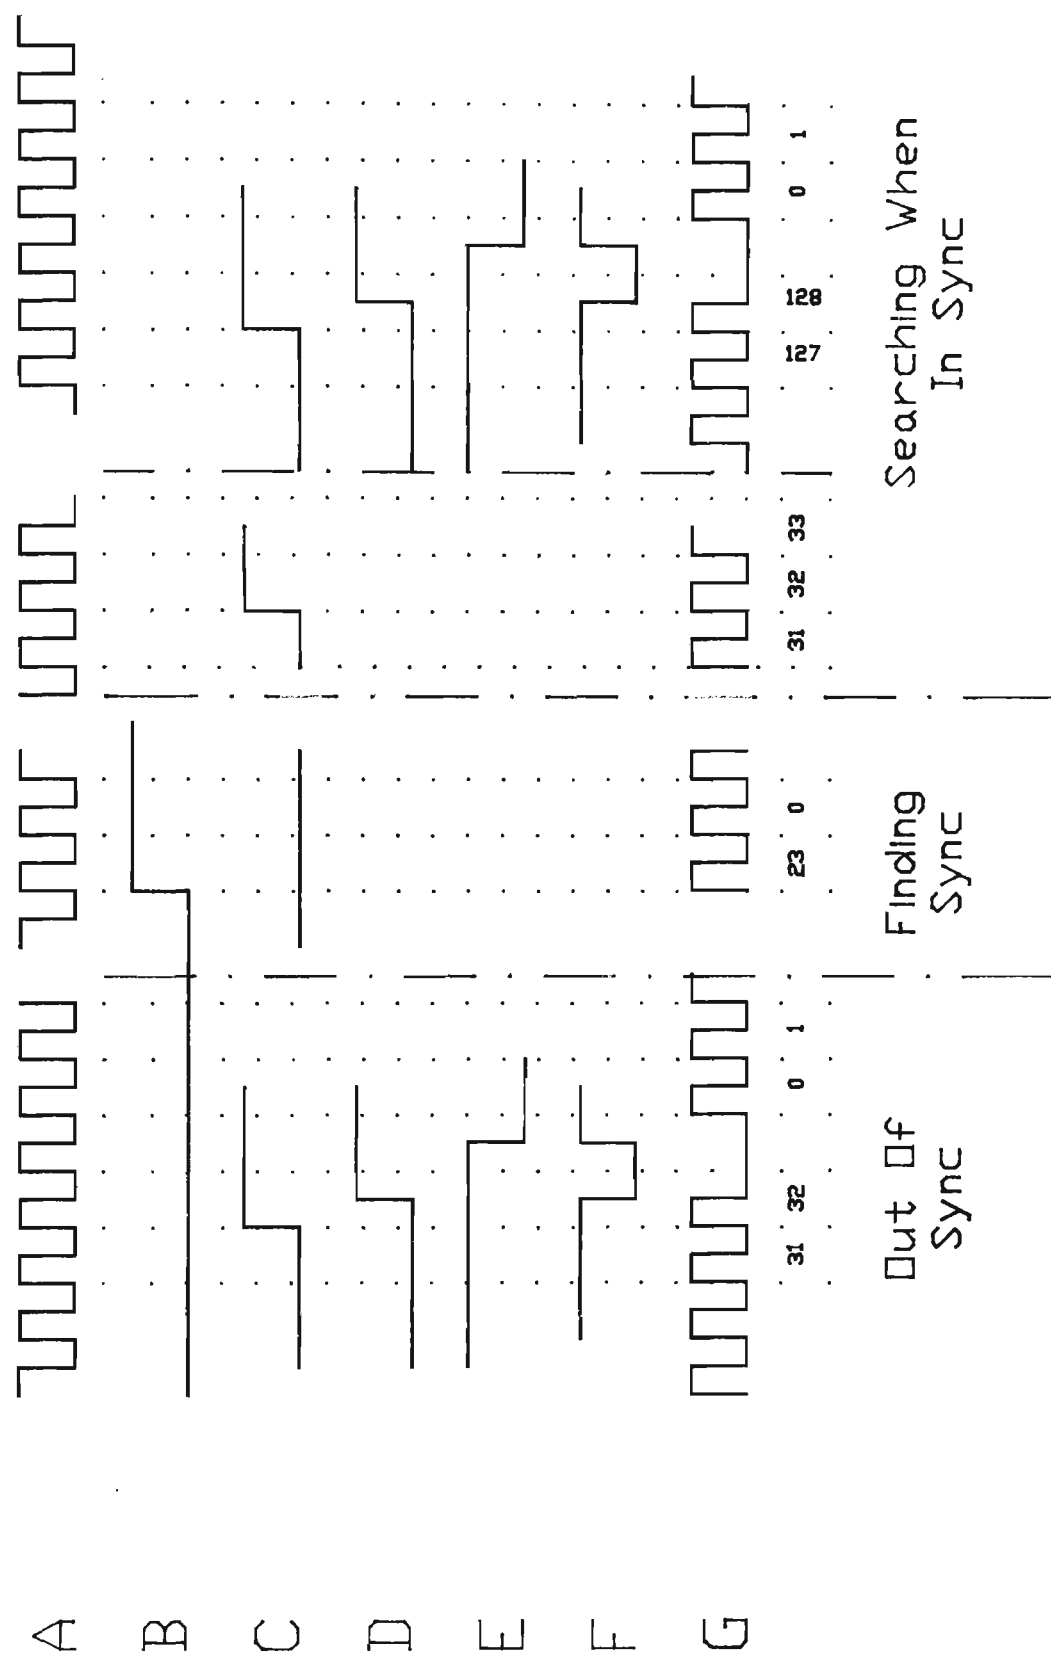 A
B
C
D
E
F
G
31 32 0 1 23 0 31 32 33 127 128 0 1
Out Of
Sync
Finding
Sync
Searching When
In Sync